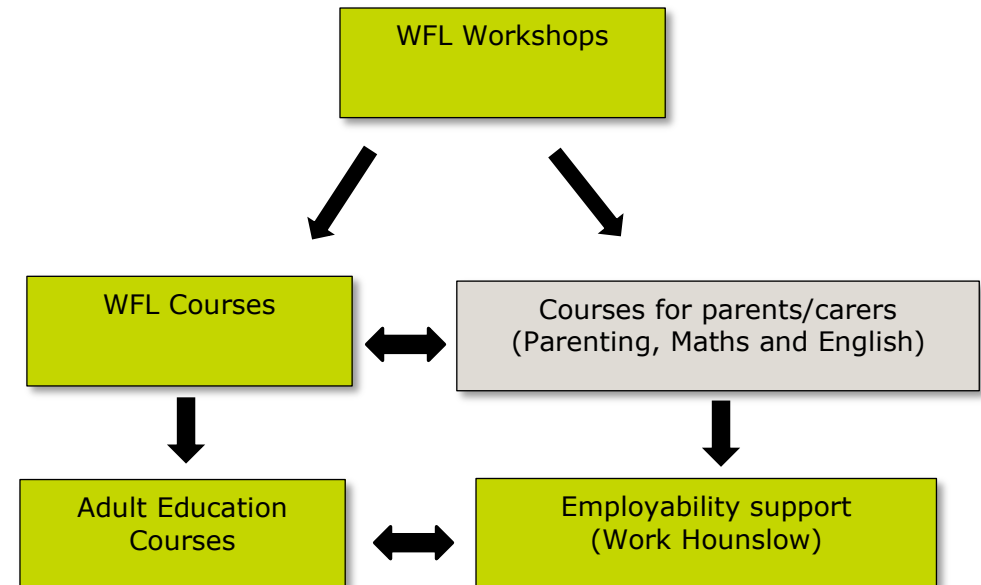 WFL Workshops
WFL Courses
Courses for parents/carers
(Parenting, Maths and English)
Adult Education
Courses
Employability support
(Work Hounslow)